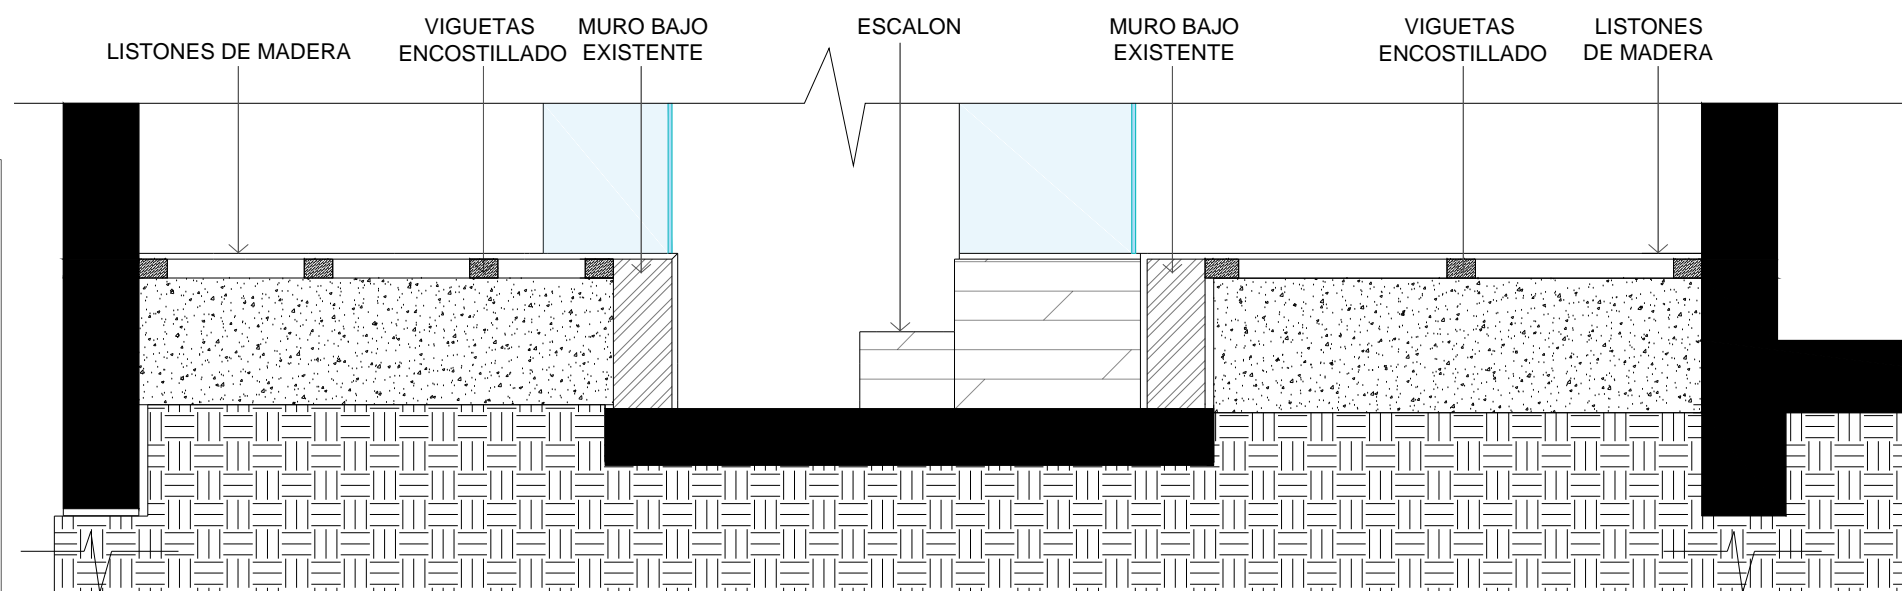 LISTONES DE MADERA
VIGUETAS
ENCOSTILLADO
MURO BAJO
EXISTENTE
ESCALON
MURO BAJO
EXISTENTE
VIGUETAS
ENCOSTILLADO
LISTONES
DE MADERA